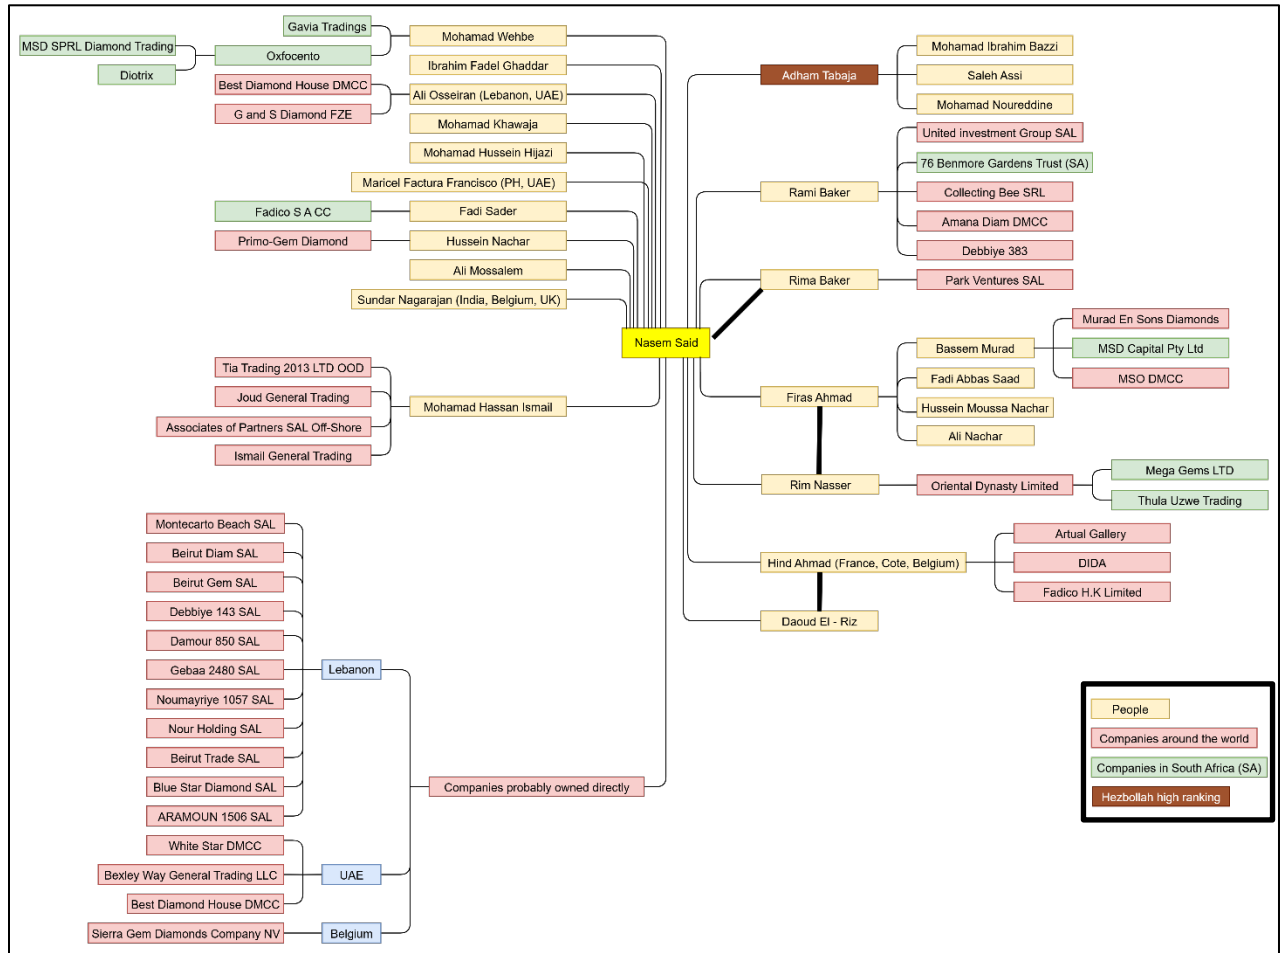 Gavia Tradings
Mohamad Wehbe
MSD SPRL Diamond Trading
Oxfocento
Diotrix
Ibrahim Fadel Ghaddar
Best Diamond House DMCC
Ali Osseiran (Lebanon, UAE)
G and S Diamond FZE
Mohamad Khawaja
Mohamad Hussein Hijazi
Maricel Factura Francisco (PH, UAE)
Fadico S A CC
Fadi Sader
Primo-Gem Diamond
Hussein Nachar
Ali Mossalem
Sundar Nagarajan (India, Belgium, UK)
Nasem Said
Tia Trading 2013 LTD OOD
Joud General Trading
Mohamad Hassan Ismail
Associates of Partners SAL Off-Shore
Ismail General Trading
Montecarto Beach SAL
Beirut Diam SAL
Beirut Gem SAL
Debbiye 143 SAL
Damour 850 SAL
Gebaa 2480 SAL
Lebanon
Noumayriye 1057 SAL
Nour Holding SAL
Beirut Trade SAL
Blue Star Diamond SAL
ARAMOUN 1506 SAL
Companies probably owned directly
White Star DMCC
Bexley Way General Trading LLC
UAE
Best Diamond House DMCC
Sierra Gem Diamonds Company NV
Belgium
Adham Tabaja
Mohamad Ibrahim Bazzi
Saleh Assi
Mohamad Noureddine
Rami Baker
United investment Group SAL
76 Benmore Gardens Trust (SA)
Collecting Bee SRL
Amana Diam DMCC
Debbiye 383
Rima Baker
Park Ventures SAL
Firas Ahmad
Bassem Murad
Murad En Sons Diamonds
MSD Capital Pty Ltd
MSO DMCC
Fadi Abbas Saad
Hussein Moussa Nachar
Ali Nachar
Rim Nasser
Oriental Dynasty Limited
Mega Gems LTD
Thula Uzwe Trading
Hind Ahmad (France, Cote, Belgium)
Artual Gallery
DIDA
Fadico H.K Limited
Daoud El - Riz
People
Companies around the world
Companies in South Africa (SA)
Hezbollah high ranking